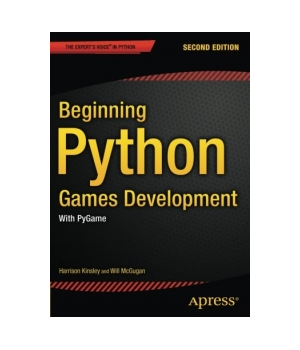 THE EXPERT'S VOICE® IN PYTHON
SECOND EDITION
Beginning
Python
Games Development
With PyGame
Harrison Kinsley and Will McGugan
Apress®